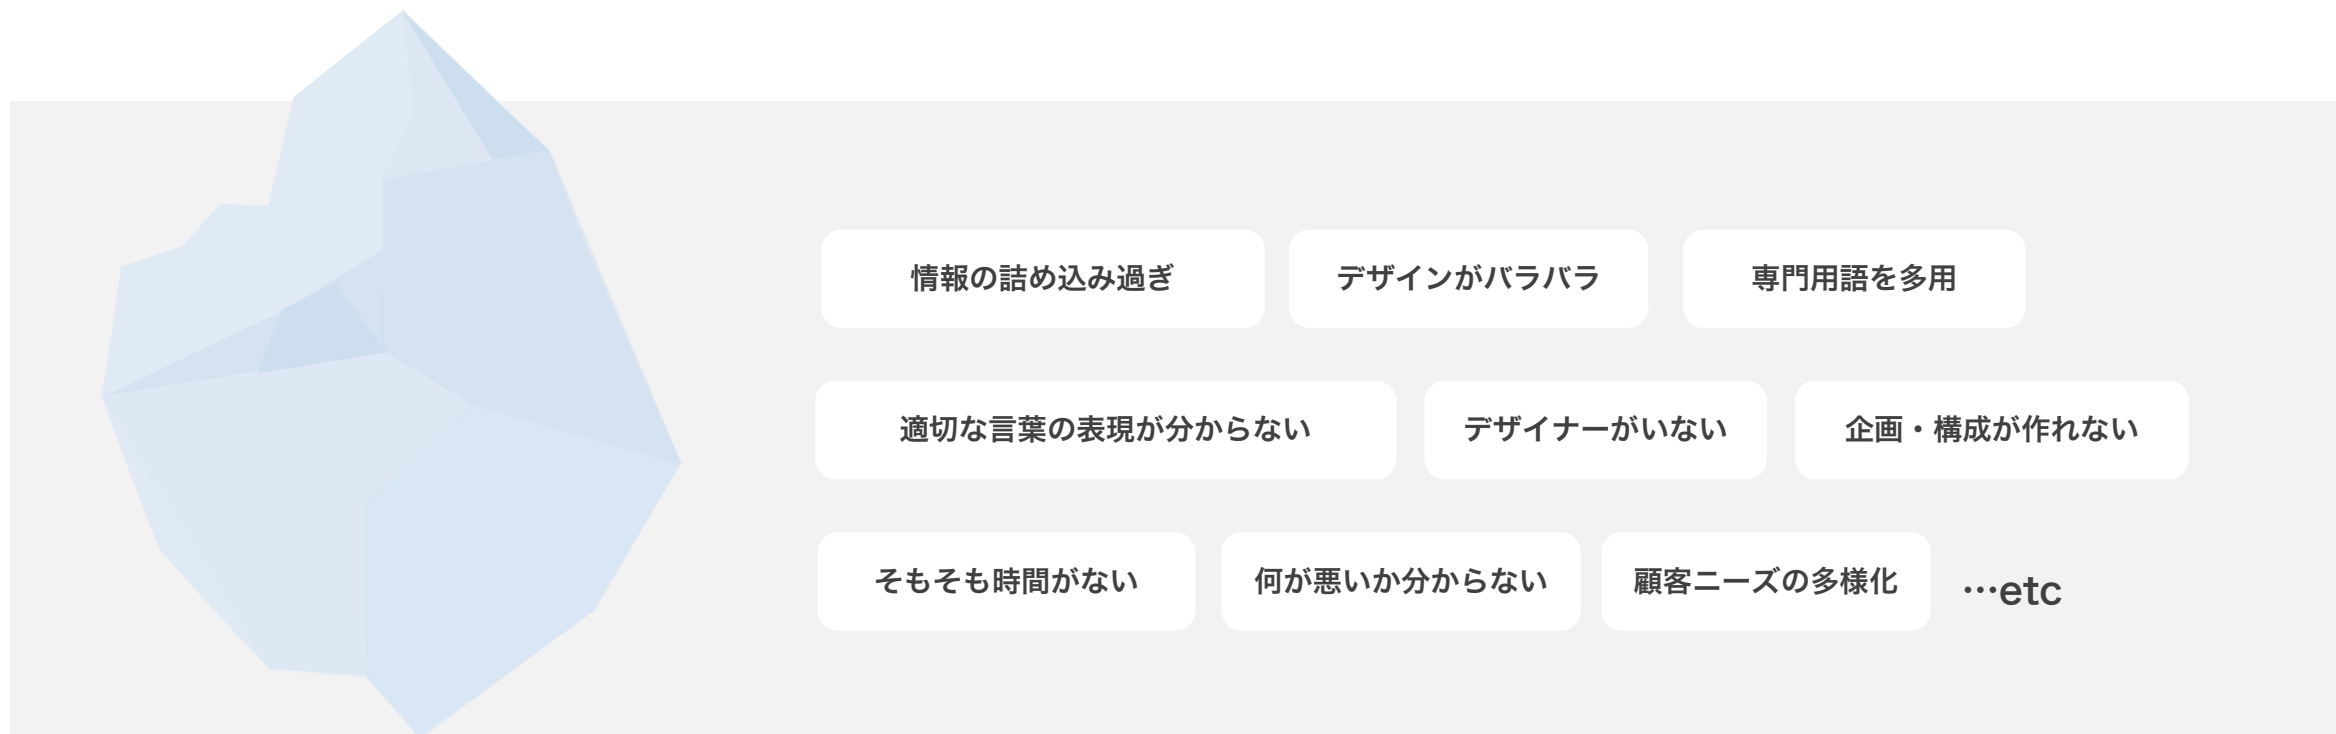 情報の詰め込み過ぎ
デザインがバラバラ
専門用語を多用
適切な言葉の表現が分からない
デザイナーがいない
企画・構成が作れない
そもそも時間がない
何が悪いか分からない
顧客ニーズの多様化
…etc